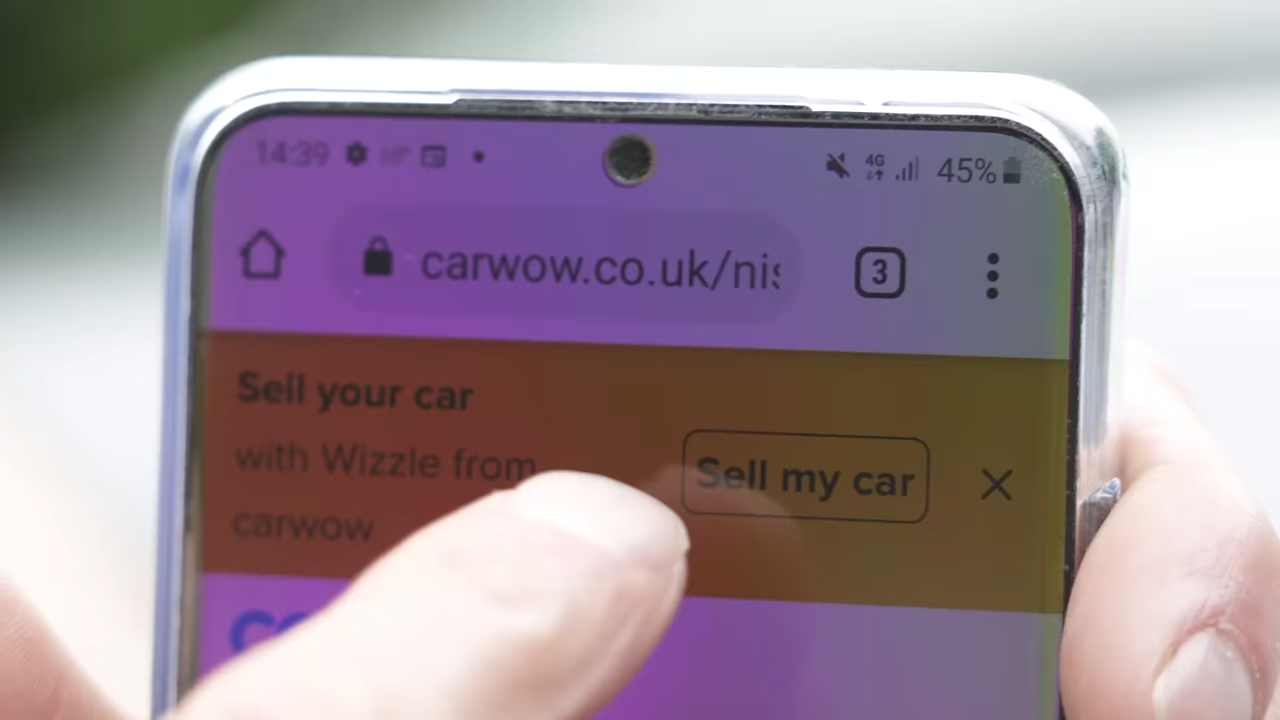 14:39
4G 45%
carwow.co.uk/nis
3
Sell your car
with Wizzle from
carwow
Sell my car